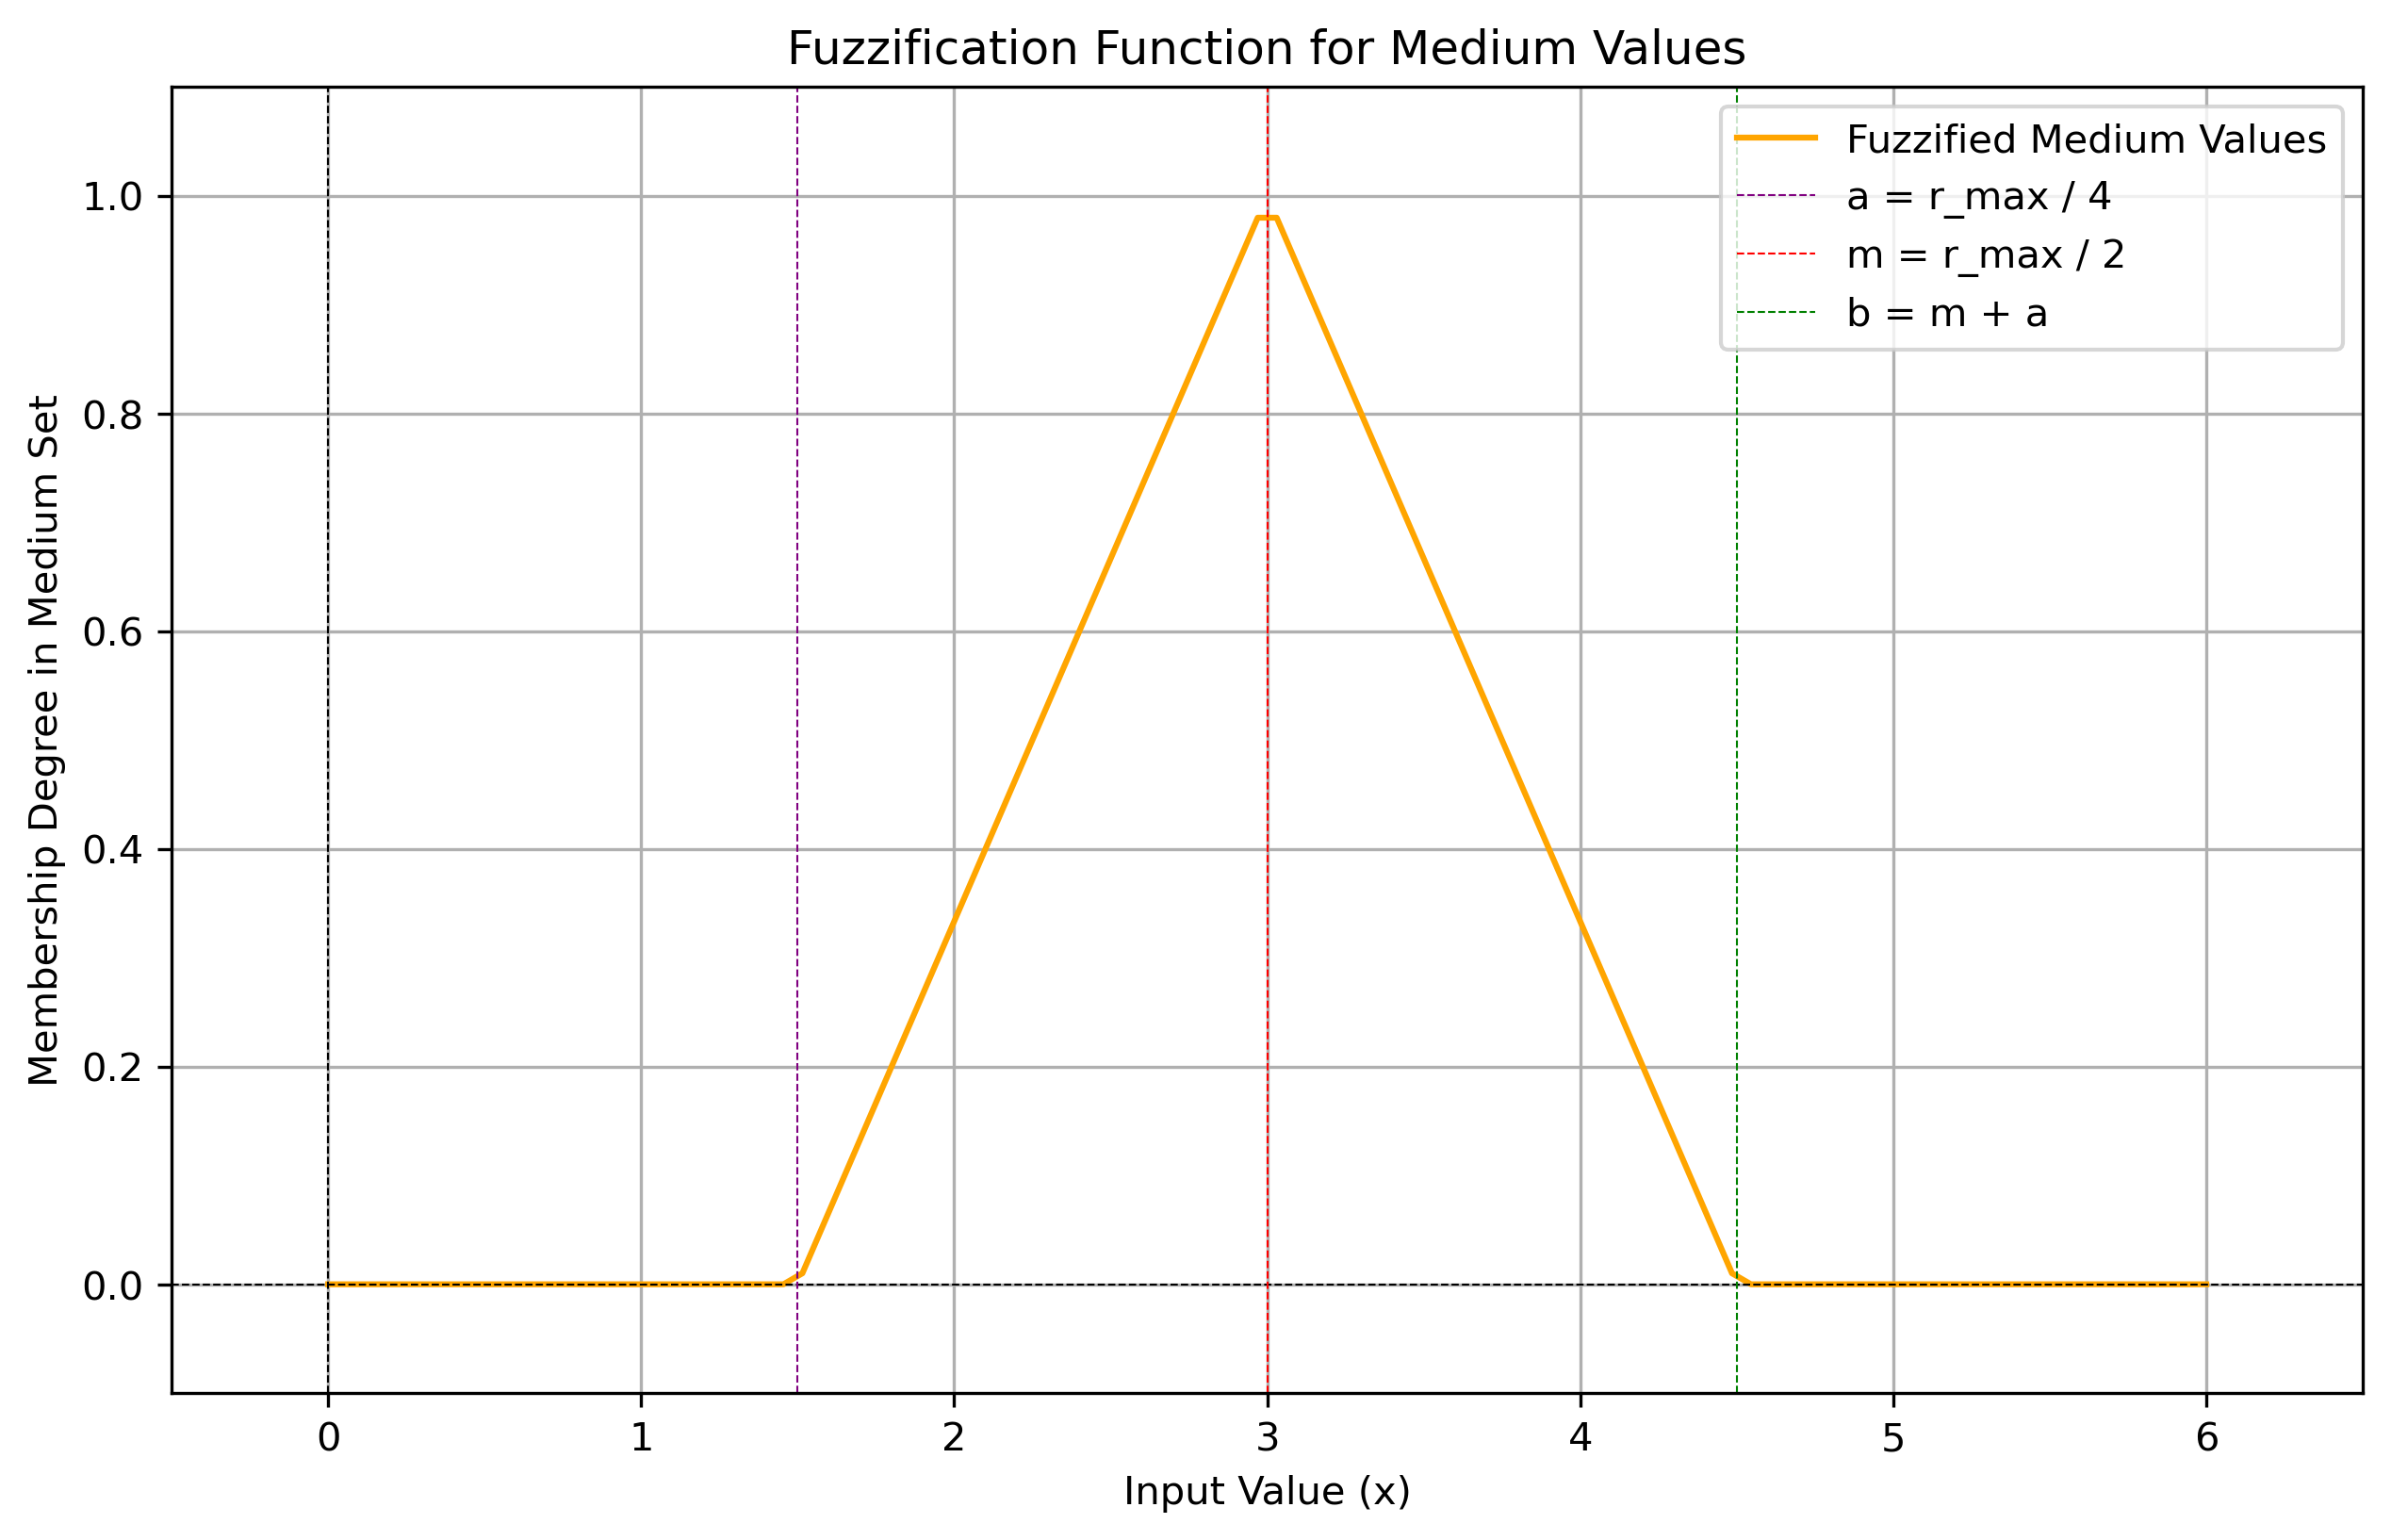 Fuzzification Function for Medium Values
Fuzzified Medium Values
a = r_max / 4
m = r_max / 2
b = m + a
1.0
0.8
0.6
0.4
0.2
0.0
Membership Degree in Medium Set
0 1 2 3 4 5 6
Input Value (x)